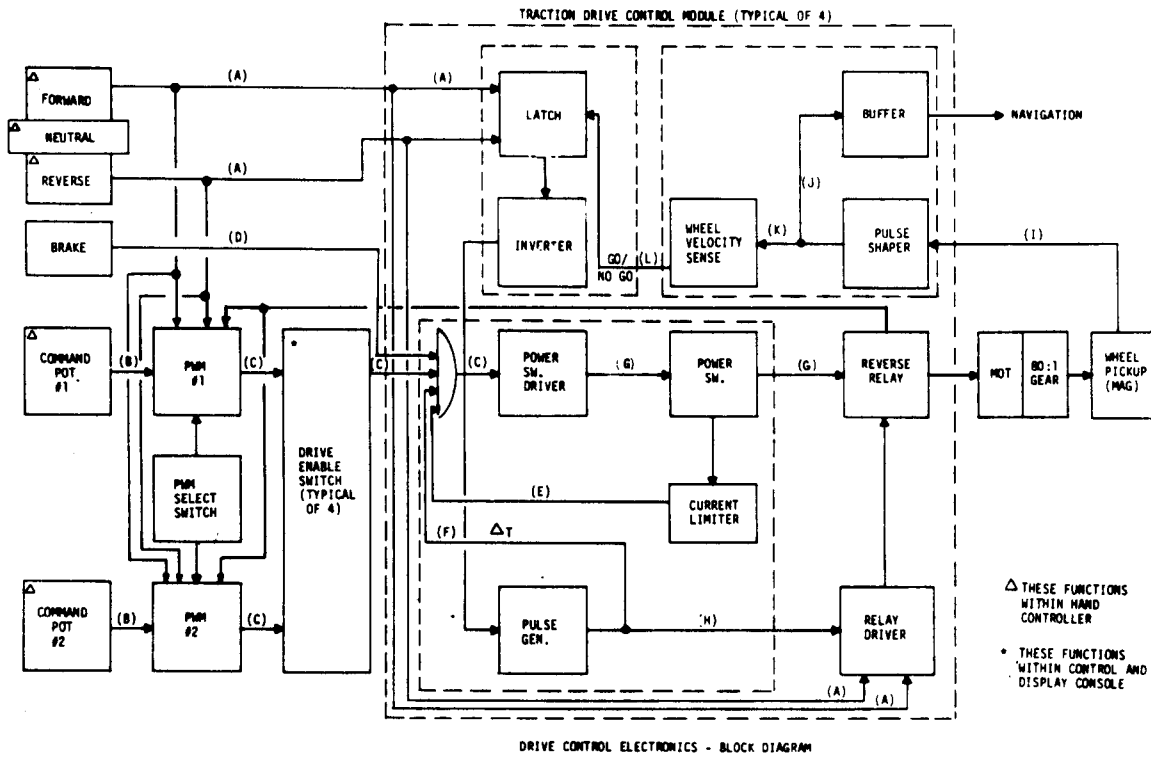 TRACTION DRIVE CONTROL MODULE (TYPICAL OF 4)
Δ
FORWARD
(A)
(A)
Δ
NEUTRAL
Δ
REVERSE
(A)
BRAKE
(D)
LATCH
INVERTER
BUFFER
NAVIGATION
(J)
WHEEL
VELOCITY
SENSE
(K)
PULSE
SHAPER
(I)
GO/ (L)
NO GO
Δ
COMMAND
POT
#1
(B)
PWM
#1
(C)
*
DRIVE
ENABLE
SWITCH
(TYPICAL
OF 4)
(C)
(C)
POWER
SW.
DRIVER
(G)
POWER
SW.
(G)
REVERSE
RELAY
MOT
80:1
GEAR
WHEEL
PICKUP
(MAG)
PWM
SELECT
SWITCH
(E)
CURRENT
LIMITER
(F)
ΔT
Δ
COMMAND
POT
#2
(B)
PWM
#2
(C)
PULSE
GEN.
(H)
RELAY
DRIVER
(A)
(A)
Δ THESE FUNCTIONS
WITHIN HAND
CONTROLLER
* THESE FUNCTIONS
WITHIN CONTROL AND
DISPLAY CONSOLE
DRIVE CONTROL ELECTRONICS - BLOCK DIAGRAM